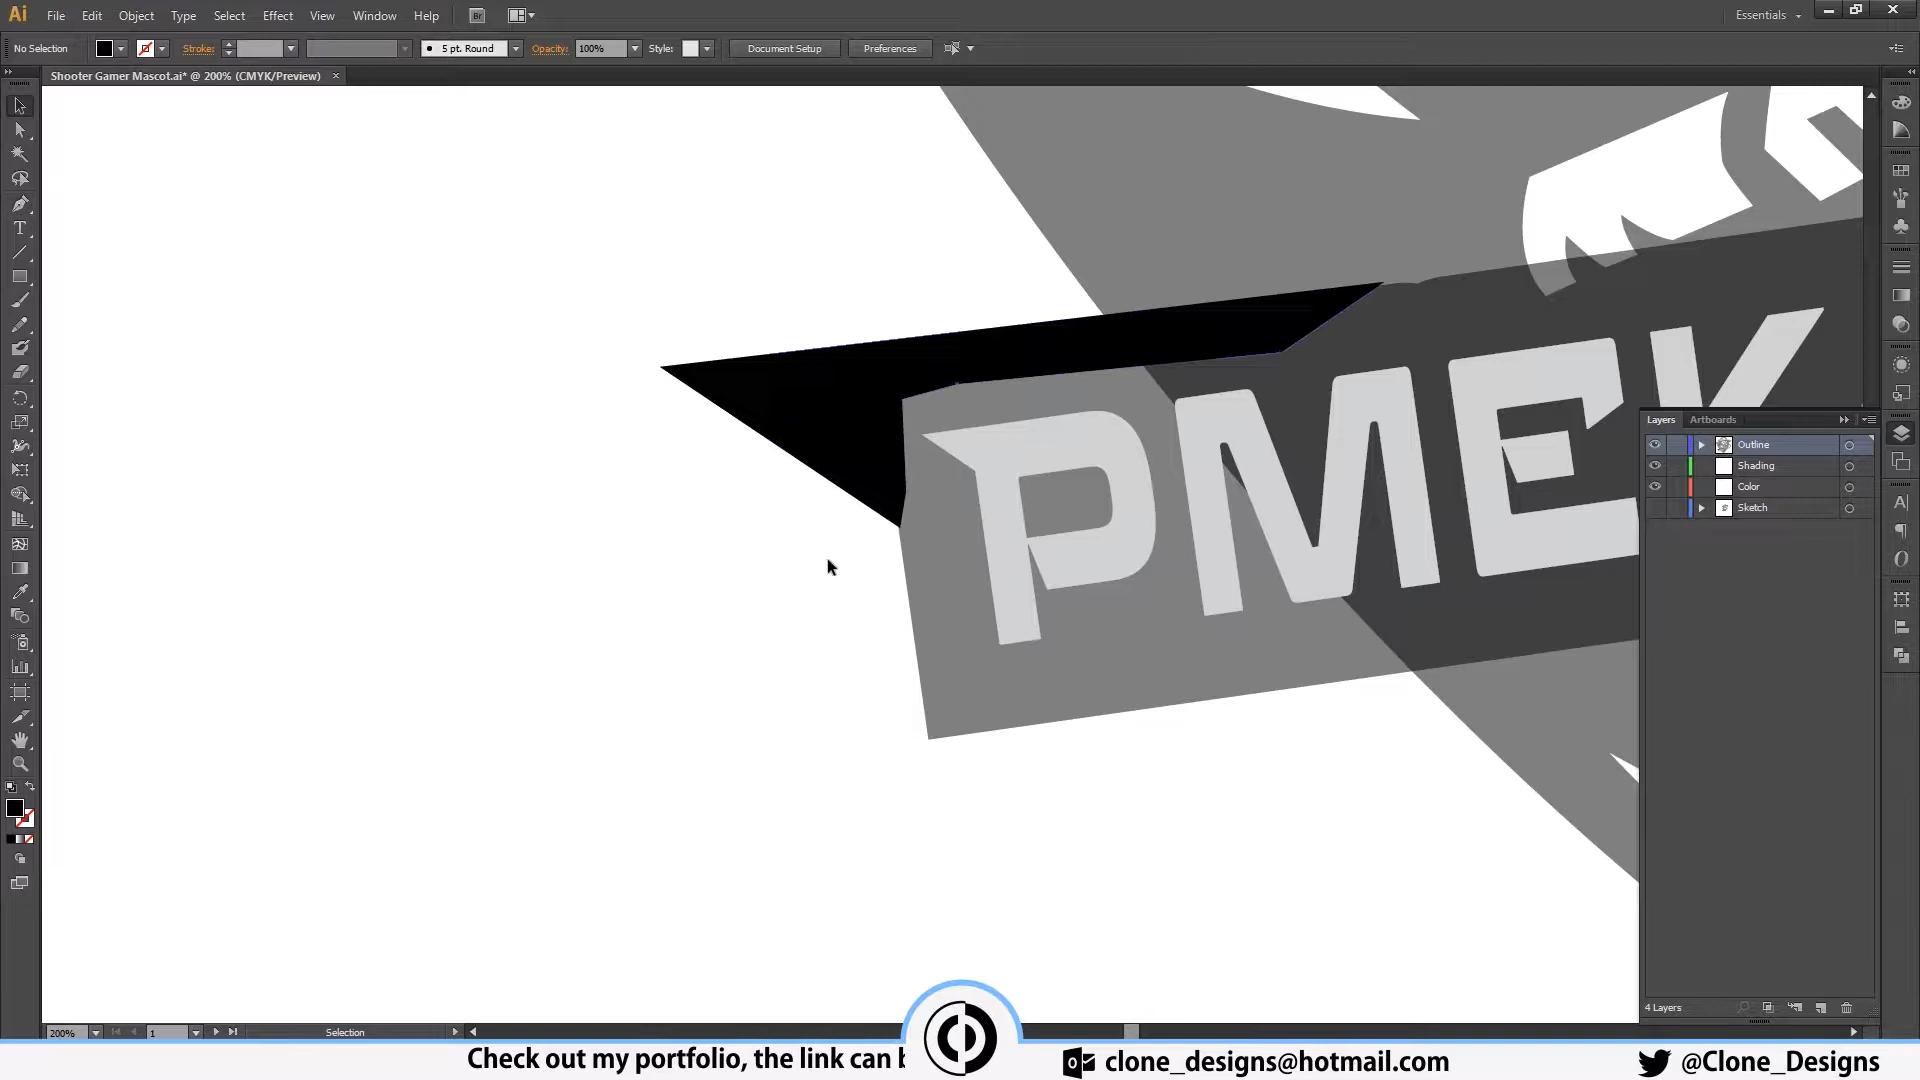 Ai File Edit Object Type Select Effect View Window Help Br Essentials
No Selection Stroke: 5 pt. Round Opacity: 100% Style: Document Setup Preferences
Shooter Gamer Mascot.ai* @ 200% (CMYK/Preview) ×
PMEK
Layers Artboards
Outline
Shading
Color
Sketch
4 Layers
200% 1 Selection
Check out my portfolio, the link can b
clone_designs@hotmail.com
@Clone_Designs